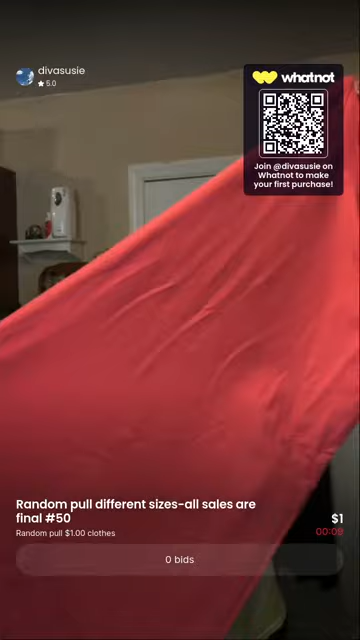 divasusie
5.0
whatnot
Join @divasusie on
Whatnot to make
your first purchase!
Random pull different sizes-all sales are
final #50
$1
Random pull $1.00 clothes
00:09
0 bids